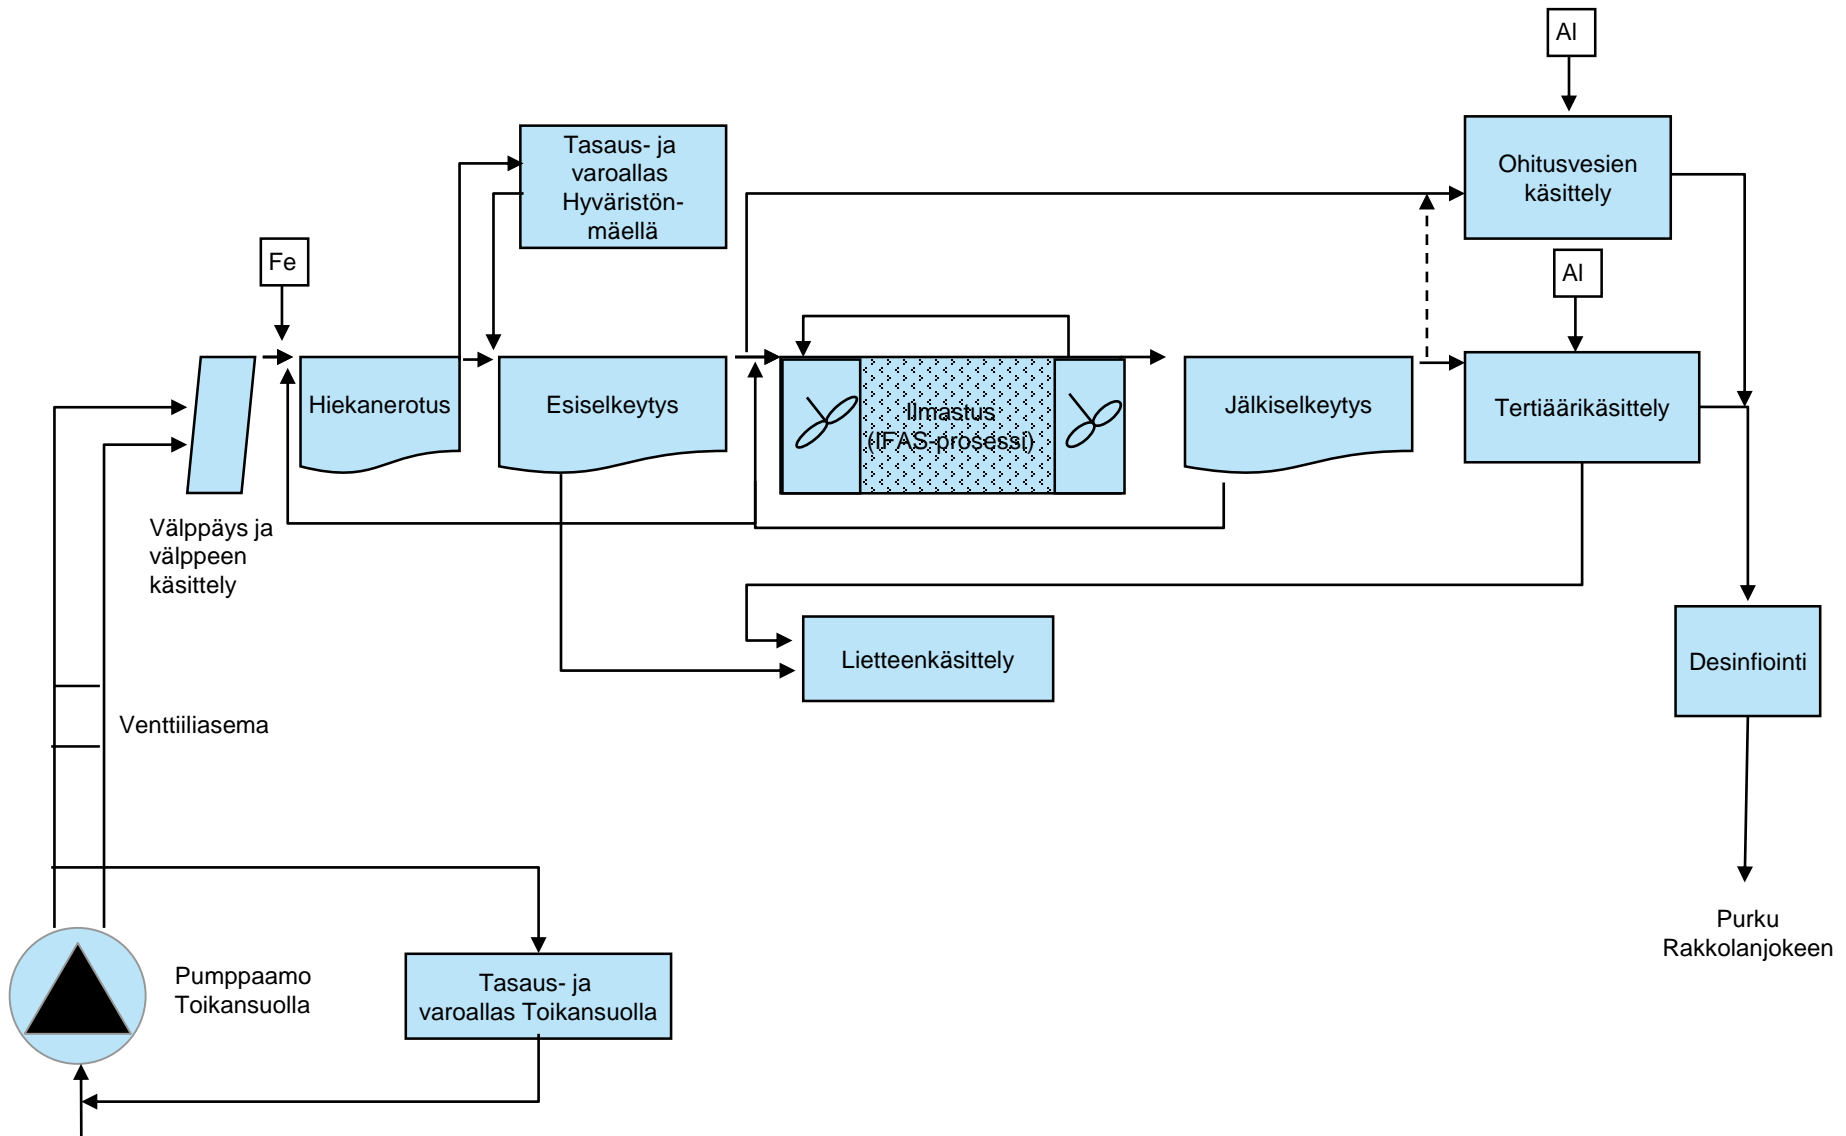 Al
Tasaus- ja
varoallas
Hyväristön-
mäellä
Ohitusvesien
käsittely
Fe
Al
Hiekanerotus
Esiselkeytys
Ilmastus
(IFAS-prosessi)
Jälkiselkeytys
Tertiäärikäsittely
Välppäys ja
välppeen
käsittely
Lietteenkäsittely
Desinfiointi
Venttiiliasema
Purku
Rakkolanjokeen
Pumppaamo
Toikansuolla
Tasaus- ja
varoallas Toikansuolla